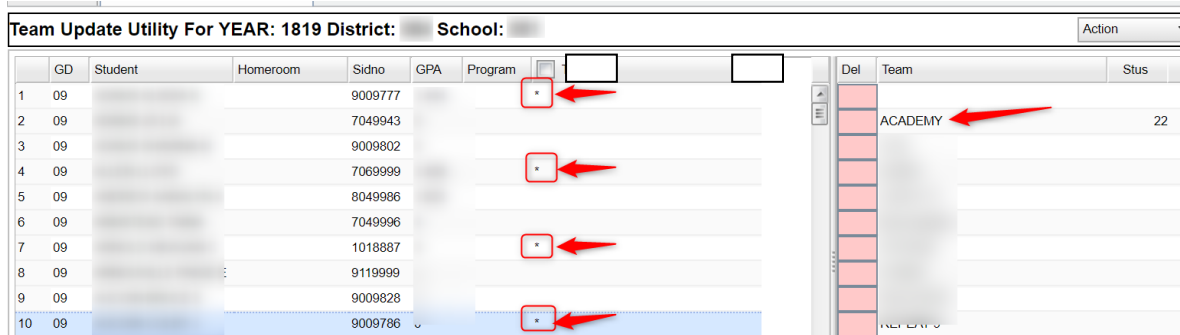 Team Update Utility For YEAR: 1819 District: School:
Action
GD Student Homeroom Sidno GPA Program
Del Team Stus
1 09 9009777 *
2 09 7049943
ACADEMY 22
3 09 9009802
4 09 7069999 *
5 09 8049986
6 09 7049996
7 09 1018887 *
8 09 9119999
9 09 9009828
10 09 9009786 *